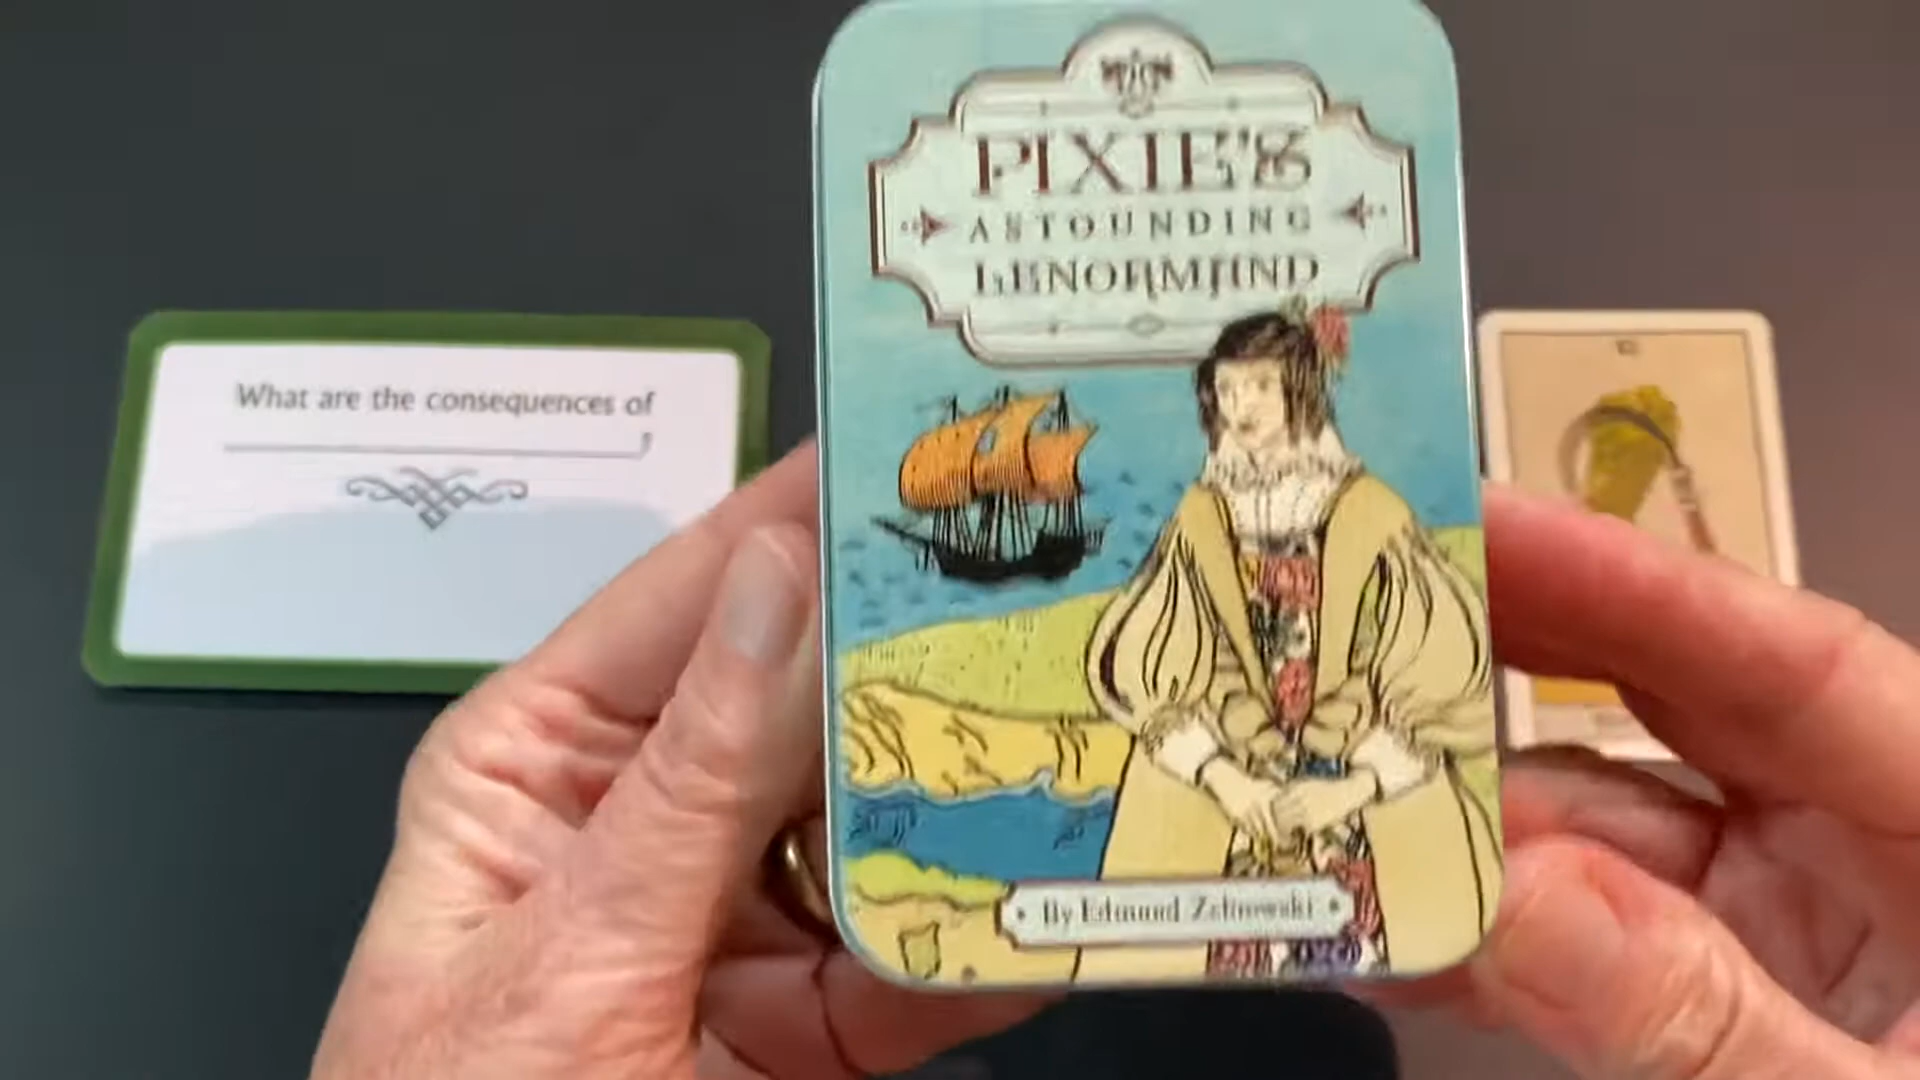 What are the consequences of
,
PIXIE'S
ASTOUNDING
LENORMAND
By Edmund Zebrowski